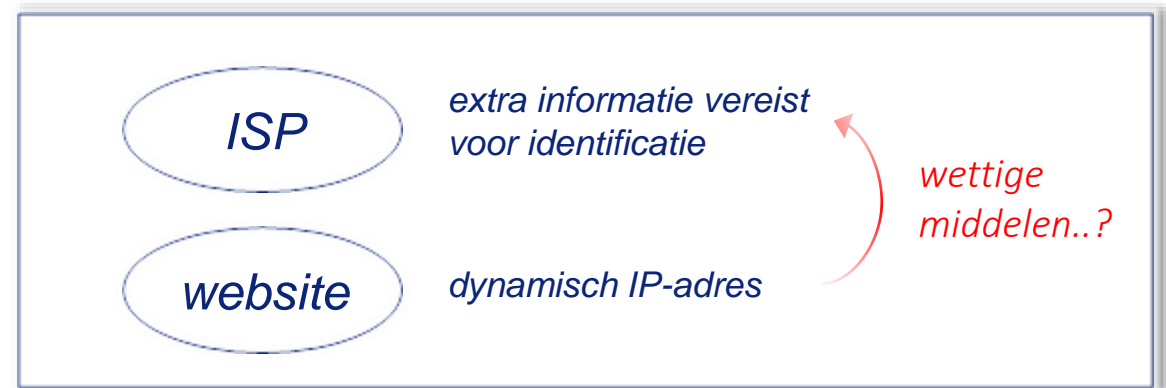 ISP
extra informatie vereist
voor identificatie
wettige
middelen..?
website
dynamisch IP-adres